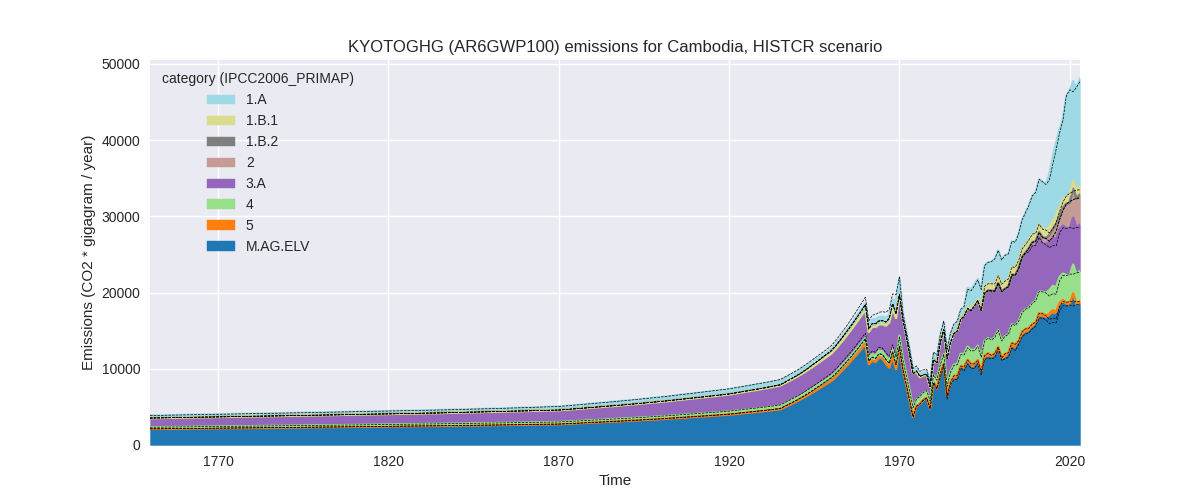 KYOTOGHG (AR6GWP100) emissions for Cambodia, HISTCR scenario
50000
40000
30000
20000
10000
0
Emissions (CO2 * gigagram / year)
category (IPCC2006_PRIMAP)
1.A
1.B.1
1.B.2
2
3.A
4
5
M.AG.ELV
1770
1820
1870
1920
1970
2020
Time